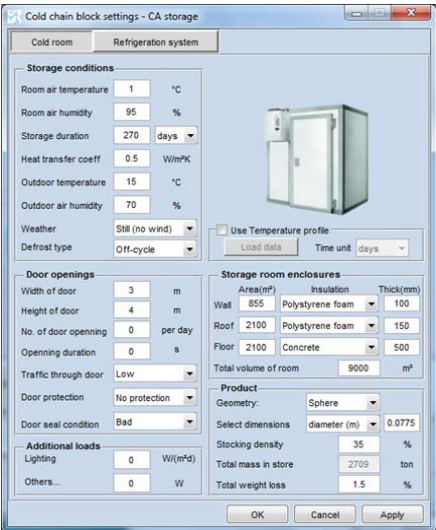 Cold chain block settings - CA storage
Cold room
Refrigeration system
Storage conditions
Room air temperature 1 °C
Room air humidity 95 %
Storage duration 270 days
Heat transfer coeff 0.5 W/m²K
Outdoor temperature 15 °C
Outdoor air humidity 70 %
Weather Still (no wind)
Defrost type Off-cycle
Use Temperature profile
Load data Time unit days
Door openings
Width of door 3 m
Height of door 4 m
No. of door openning 0 per day
Openning duration 0 s
Traffic through door Low
Door protection No protection
Door seal condition Bad
Additional loads
Lighting 0 W/(m²d)
Others... 0 W
Storage room enclosures
Area(m²) Insulation Thick(mm)
Wall 855 Polystyrene foam 100
Roof 2100 Polystyrene foam 150
Floor 2100 Concrete 500
Total volume of room 9000 m³
Product
Geometry: Sphere
Select dimensions diameter (m) 0.0775
Stocking density 35 %
Total mass in store 2709 ton
Total weight loss 1.5 %
OK Cancel Apply